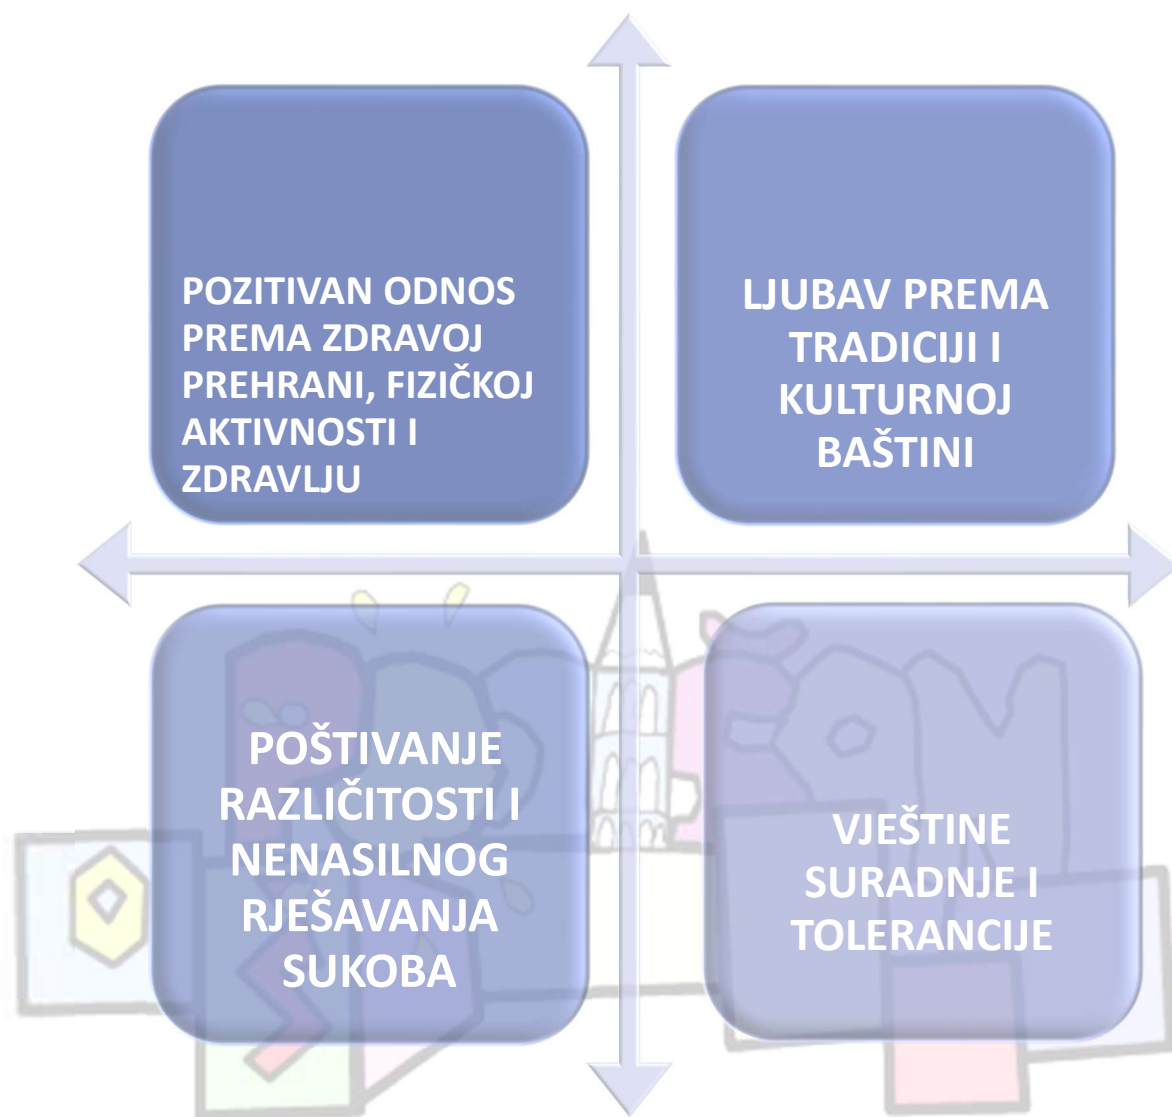 POZITIVAN ODNOS
PREMA ZDRAVOJ
PREHRANI, FIZIČKOJ
AKTIVNOSTI I
ZDRAVLJU
LJUBAV PREMA
TRADICIJI I
KULTURNOJ
BAŠTINI
POŠTIVANJE
RAZLIČITOSTI I
NENASILNOG
RJEŠAVANJA
SUKOBA
VJEŠTINE
SURADNJE I
TOLERANCIJE